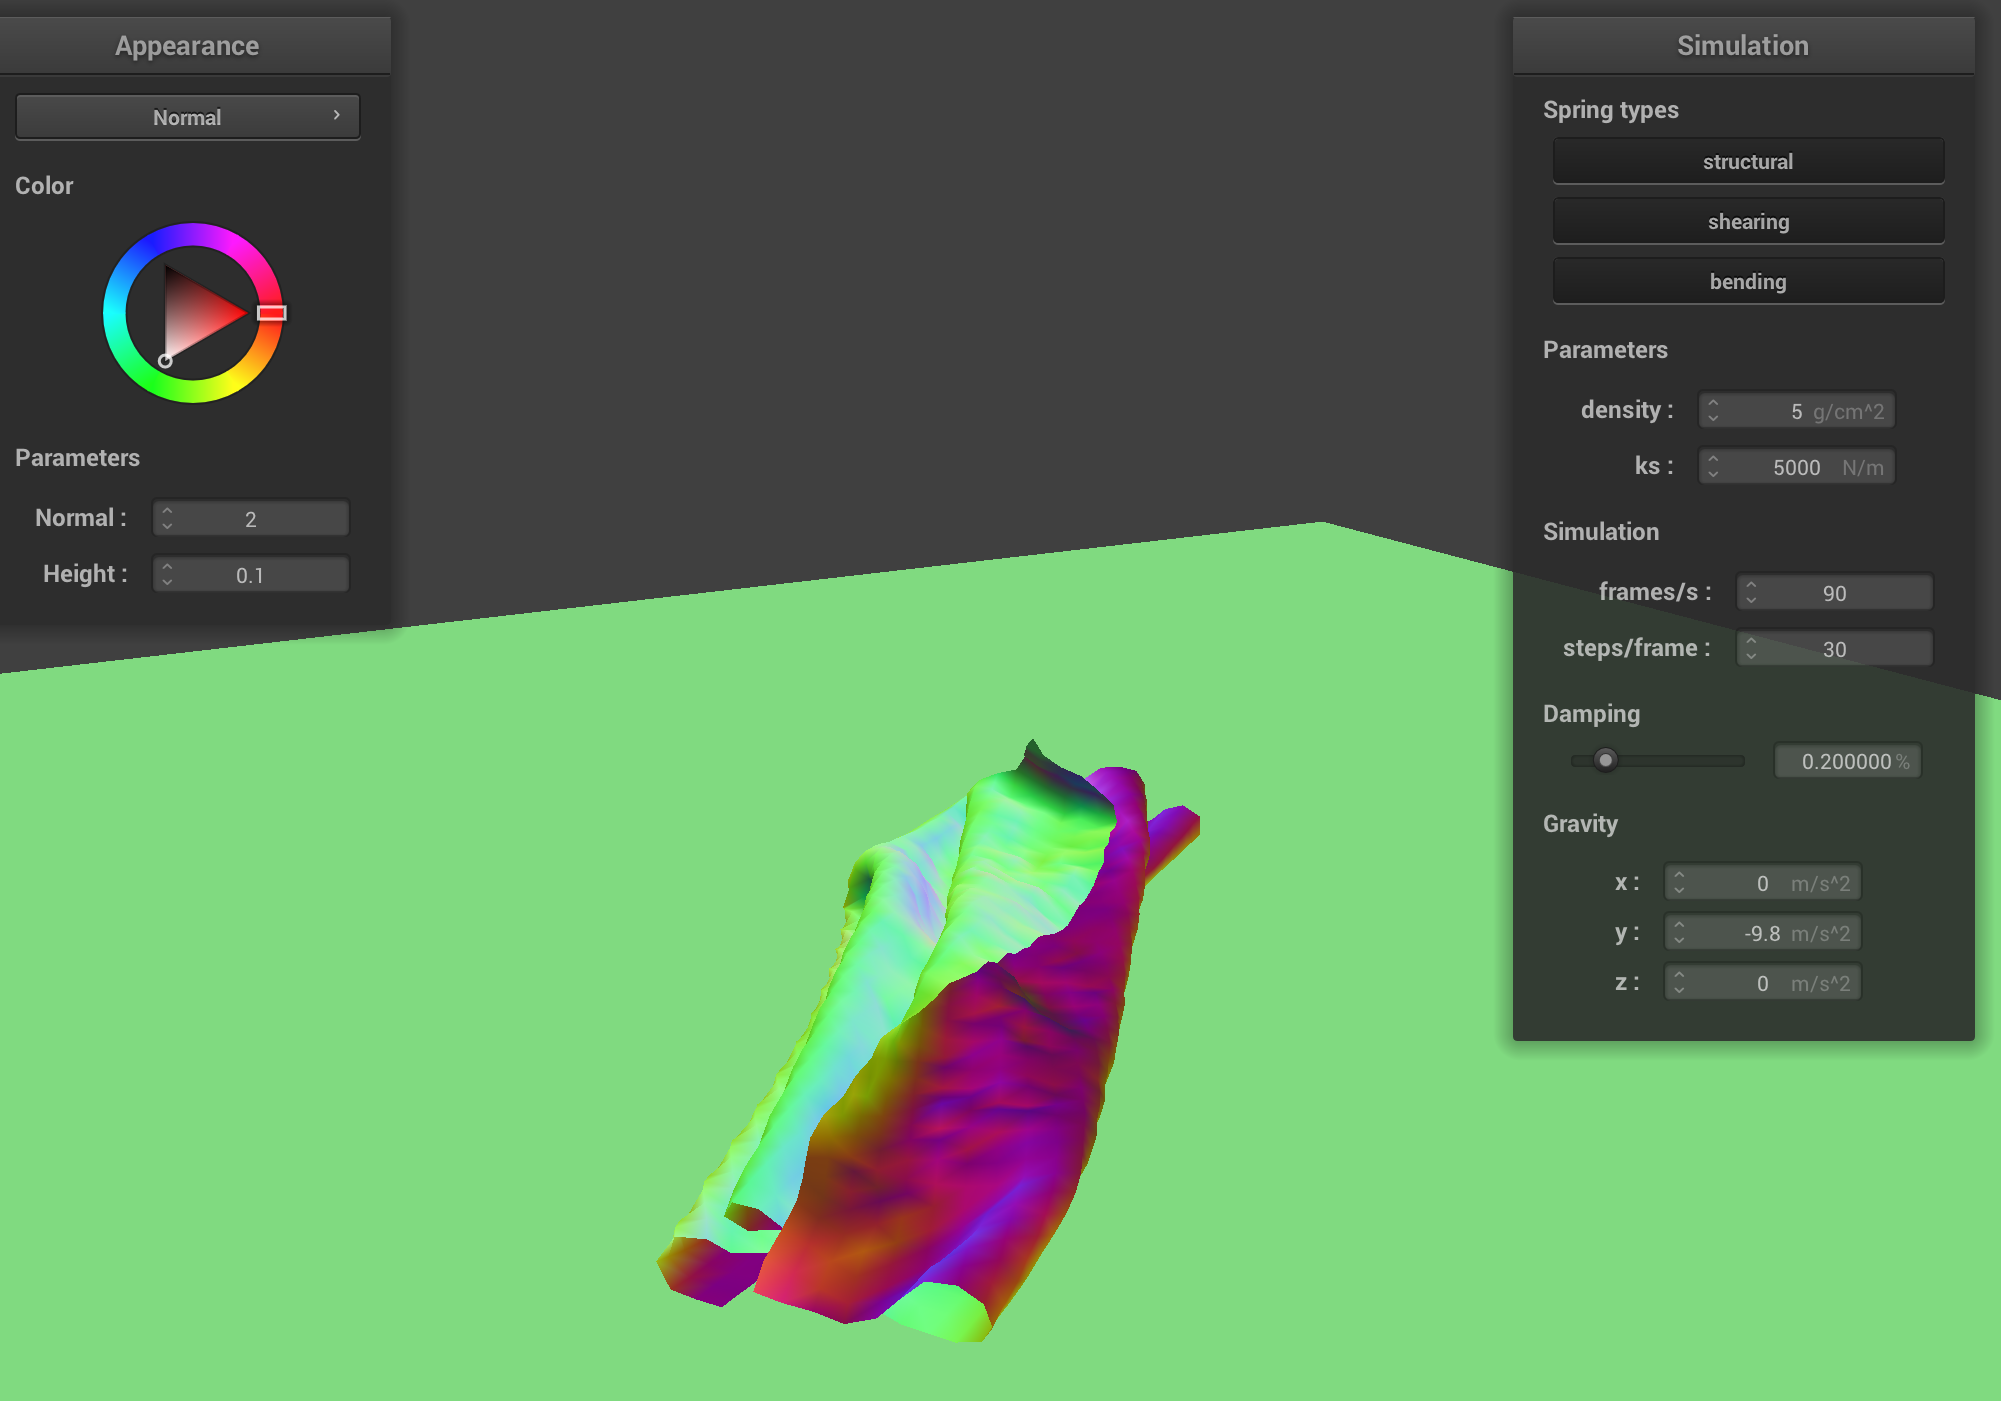 Appearance
Normal
Color
Parameters
Normal : 2
Height : 0.1
Simulation
Spring types
structural
shearing
bending
Parameters
density : 5 g/cm^2
ks : 5000 N/m
Simulation
frames/s : 90
steps/frame : 30
Damping
0.200000 %
Gravity
x : 0 m/s^2
y : -9.8 m/s^2
z : 0 m/s^2